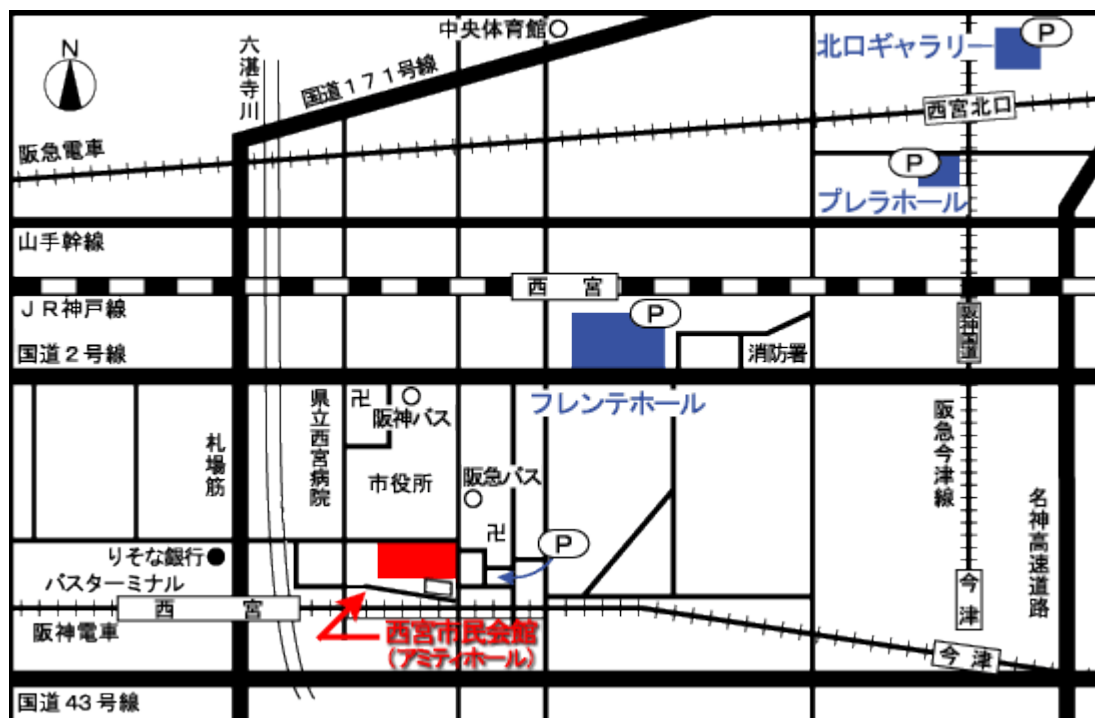 中央体育館
P
北口ギャラリー
N
六湛寺川
国道171号線
西宮北口
阪急電車
P
プレラホール
山手幹線
西 宮
JR神戸線
P
阪神国道
国道2号線
消防署
県立西宮病院
卍
阪神バス
フレンテホール
阪急今津線
札場筋
市役所
阪急バス
名神高速道路
卍
P
りそな銀行
バスターミナル
西 宮
今津
阪神電車
西宮市民会館
(アミティホール)
今 津
国道43号線